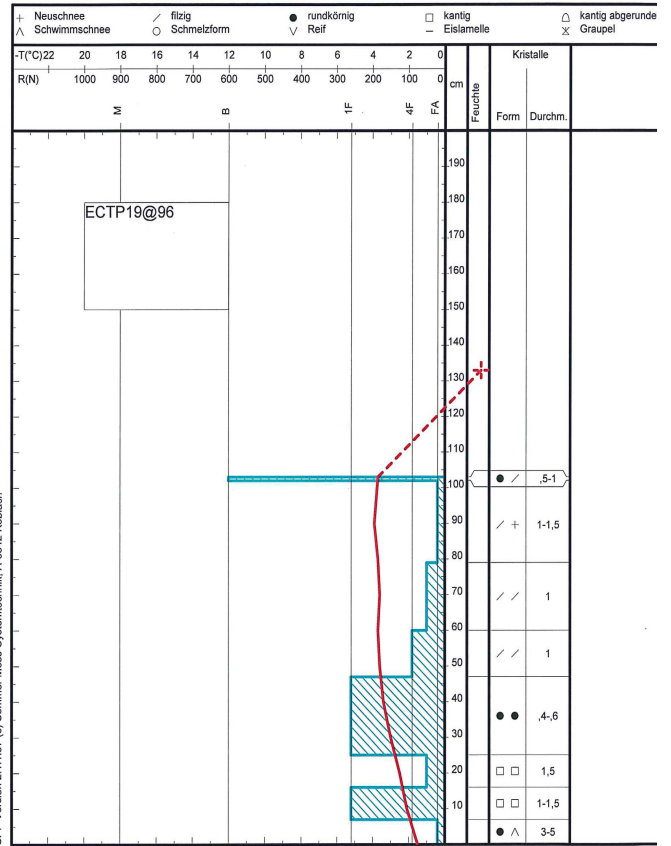 + Neuschnee / filzig ● rundkörnig □ kantig kantig abgerunde
∧ Schwimmschnee ○ Schmelzform V Reif – Eislamelle Graupel
-T(°C)22 20 18 16 14 12 10 8 6 4 2 0 cm Feuchte Kristalle
R(N) 1000 900 800 700 600 500 400 300 200 100 0 Form Durchm.
M B 1F 4F FA
190
180
ECTP19@96
170
160
150
140
130
120
110
100 ● / ,5-1
90 / + 1-1,5
80
70 / / 1
60
50 / / 1
40
30 ● ● ,4-,6
20 □ □ 1,5
10 □ □ 1-1,5
● ∧ 3-5